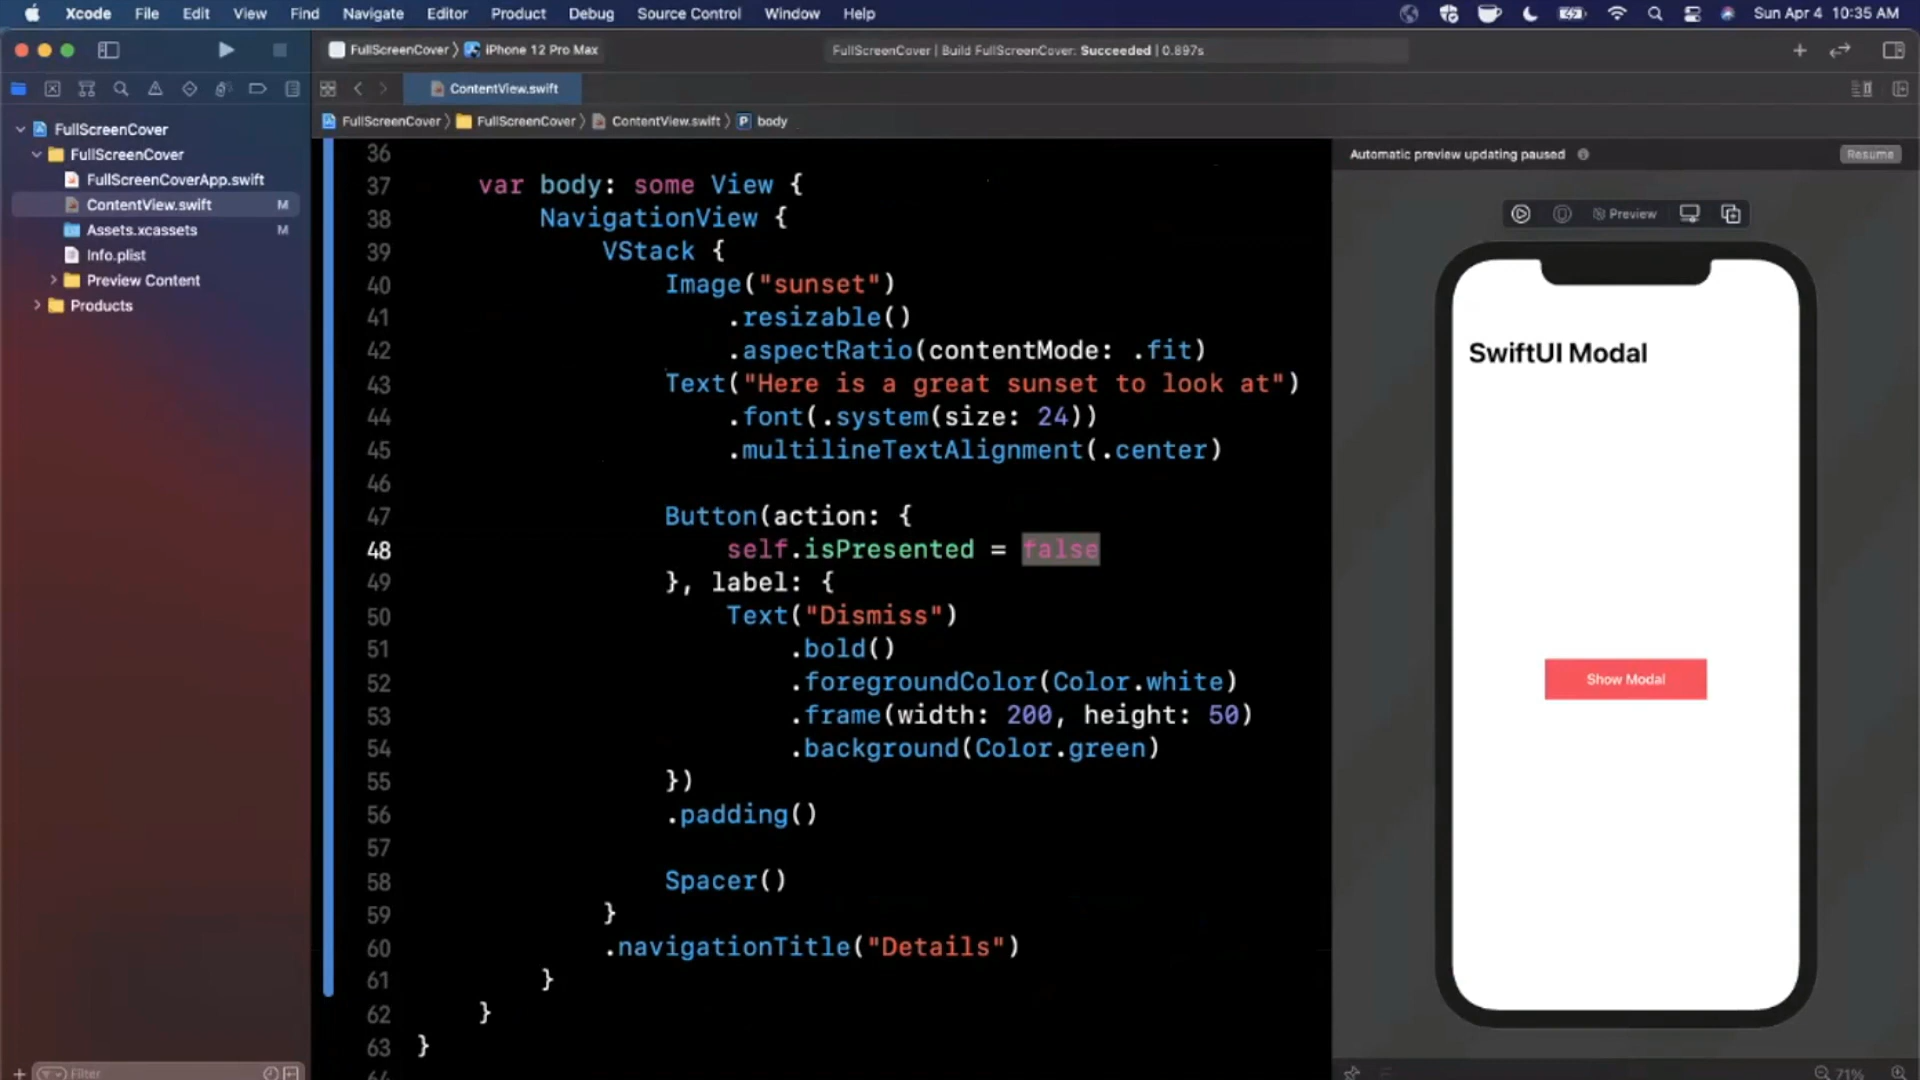 Xcode File Edit View Find Navigate Editor Product Debug Source Control Window Help Sun Apr 4 10:35 AM
FullScreenCover iPhone 12 Pro Max FullScreenCover | Build FullScreenCover: Succeeded | 0.897s
ContentView.swift
FullScreenCover FullScreenCover ContentView.swift P body
FullScreenCover
FullScreenCover
FullScreenCoverApp.swift
ContentView.swift M
Assets.xcassets M
Info.plist
Preview Content
Products
Filter
36
37 var body: some View {
38 NavigationView {
39 VStack {
40 Image("sunset")
41 .resizable()
42 .aspectRatio(contentMode: .fit)
43 Text("Here is a great sunset to look at")
44 .font(.system(size: 24))
45 .multilineTextAlignment(.center)
46
47 Button(action: {
48 self.isPresented = false
49 }, label: {
50 Text("Dismiss")
51 .bold()
52 .foregroundColor(Color.white)
53 .frame(width: 200, height: 50)
54 .background(Color.green)
55 })
56 .padding()
57
58 Spacer()
59 }
60 .navigationTitle("Details")
61 }
62 }
63 }
64
Automatic preview updating paused Resume
Preview
SwiftUI Modal
Show Modal
71%